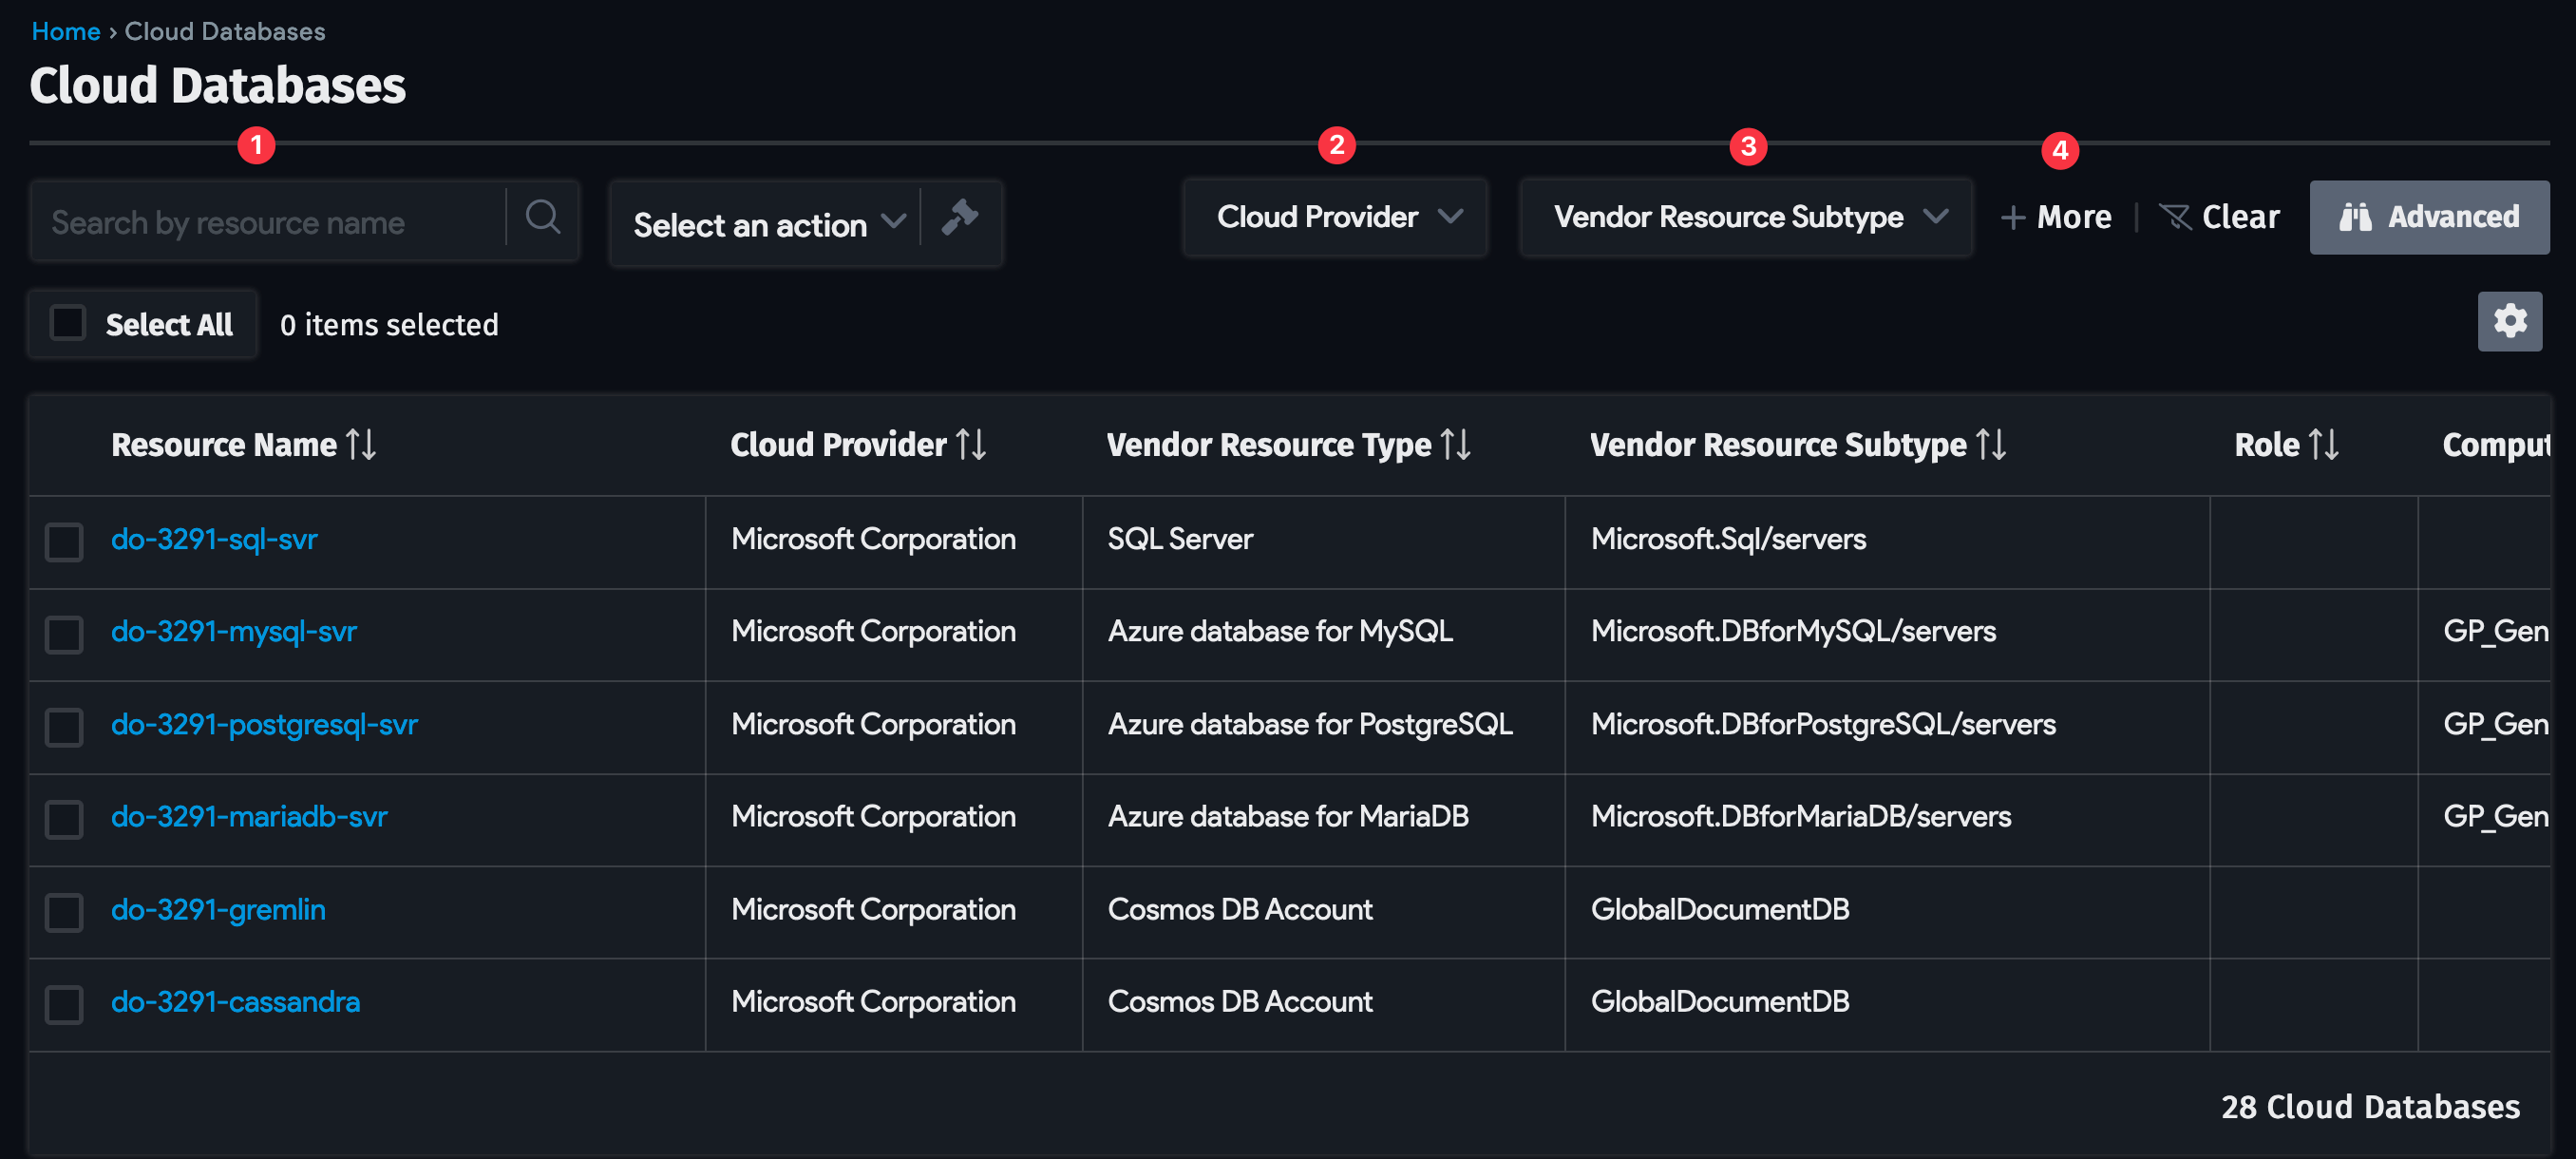 Home › Cloud Databases
Cloud Databases
1 2 3 4
Search by resource name Select an action Cloud Provider Vendor Resource Subtype + More | Clear Advanced
Select All 0 items selected
Resource Name Cloud Provider Vendor Resource Type Vendor Resource Subtype Role Comput
do-3291-sql-svr Microsoft Corporation SQL Server Microsoft.Sql/servers
do-3291-mysql-svr Microsoft Corporation Azure database for MySQL Microsoft.DBforMySQL/servers GP_Gen
do-3291-postgresql-svr Microsoft Corporation Azure database for PostgreSQL Microsoft.DBforPostgreSQL/servers GP_Gen
do-3291-mariadb-svr Microsoft Corporation Azure database for MariaDB Microsoft.DBforMariaDB/servers GP_Gen
do-3291-gremlin Microsoft Corporation Cosmos DB Account GlobalDocumentDB
do-3291-cassandra Microsoft Corporation Cosmos DB Account GlobalDocumentDB
28 Cloud Databases